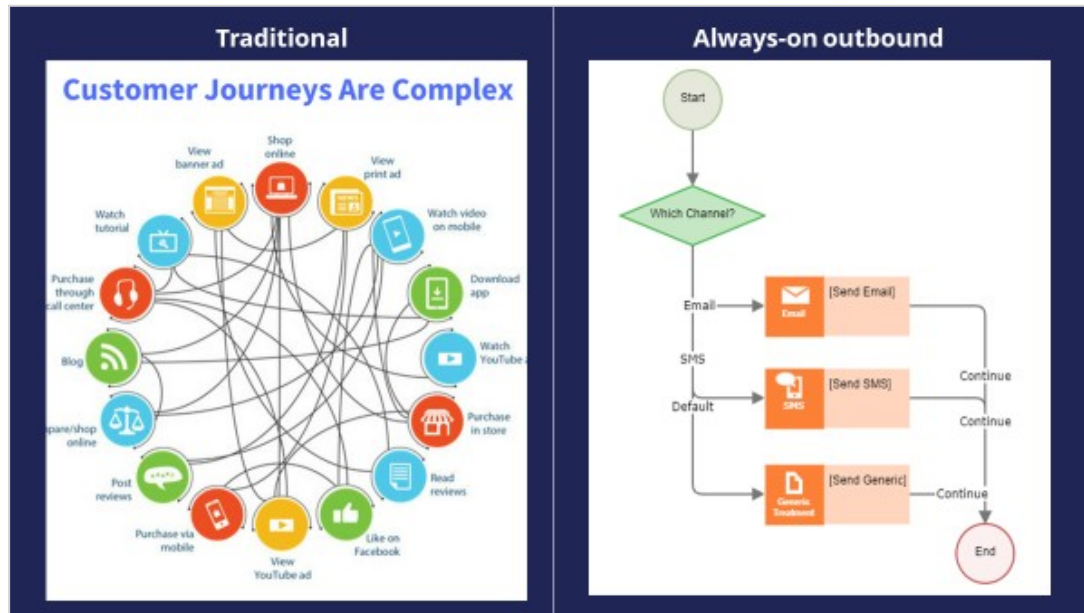 Traditional
Always-on outbound
Customer Journeys Are Complex
Shop
online
View
banner ad
View
print ad
Watch
tutorial
Watch video
on mobile
Purchase
through
call center
Download
app
Blog
Watch
YouTube a
pare/shop
online
Purchase
in store
Post
reviews
Read
reviews
Purchase via
mobile
Like on
Facebook
View
YouTube ad
Start
Which Channel?
Email
Email
[Send Email]
SMS
Continue
SMS
[Send SMS]
Default
Continue
Generic
Treatment
[Send Generic]
Continue
End